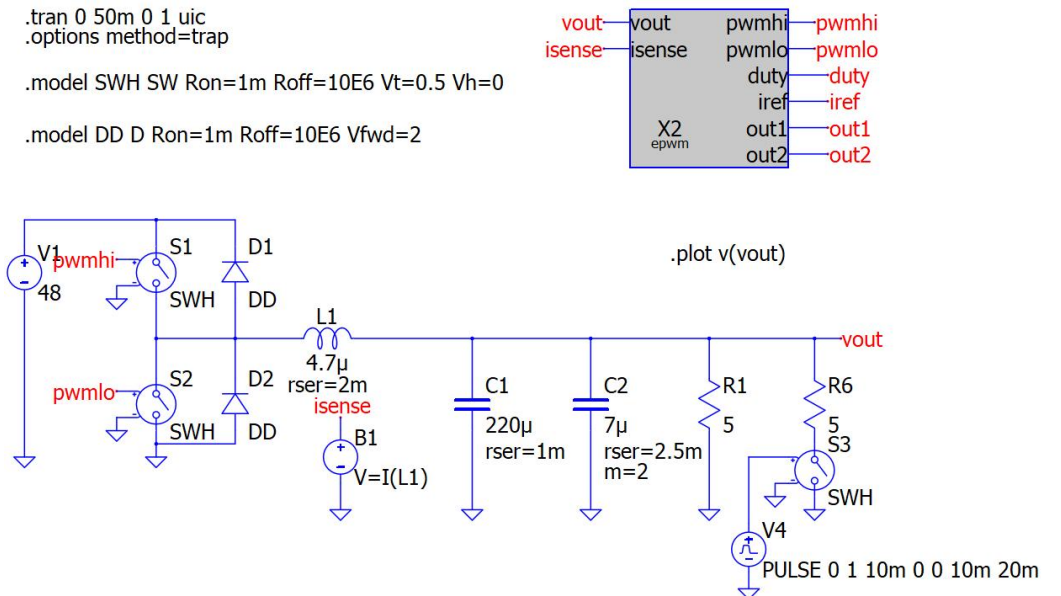 .tran 0 50m 0 1 uic
.options method=trap
.model SWH SW Ron=1m Roff=10E6 Vt=0.5 Vh=0
.model DD D Ron=1m Roff=10E6 Vfwd=2
vout vout pwmhi pwmhi
isense isense pwmlo pwmlo
duty duty
iref iref
X2 out1 out1
epwm
out2 out2
.plot v(vout)
V1 pwmhi S1 D1
48
SWH DD
L1
vout
4.7µ
rser=2m
pwmlo S2 D2
isense
SWH DD
B1
V=I(L1)
C1 C2 R1 R6
220µ 7µ 5 5
rser=1m rser=2.5m
m=2
S3
SWH
V4
PULSE 0 1 10m 0 0 10m 20m